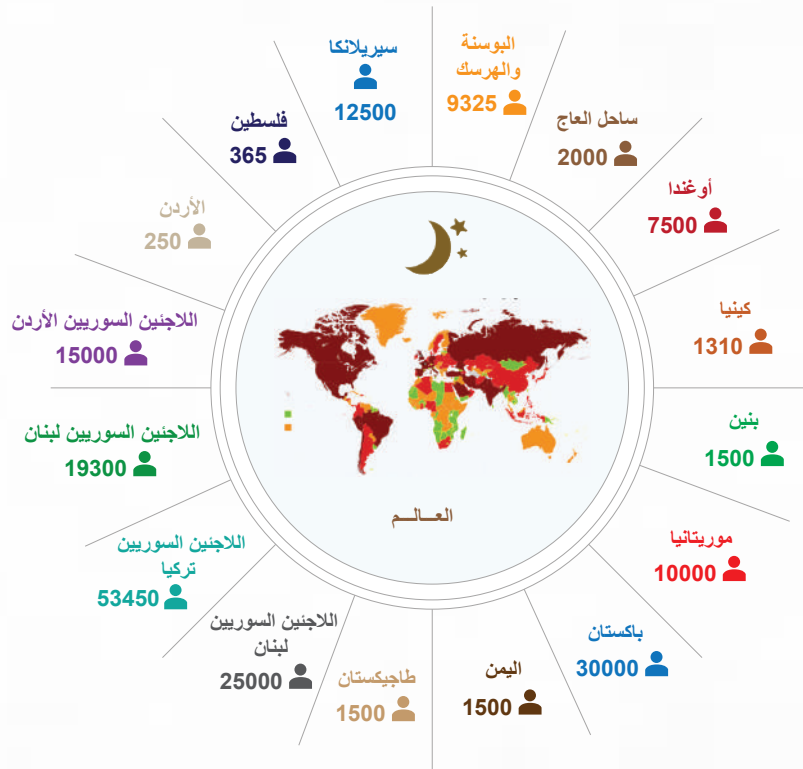 البوسنة
والهرسك
9325
ساحل العاج
2000
أوغندا
7500
كينيا
1310
بنين
1500
موريتانيا
10000
باكستان
30000
اليمن
1500
طاجيكستان
1500
اللاجئين السوريين
لبنان
25000
اللاجئين السوريين
تركيا
53450
اللاجئين السوريين لبنان
19300
اللاجئين السوريين الأردن
15000
الأردن
250
فلسطين
365
سيريلانكا
12500
العـــالـــم